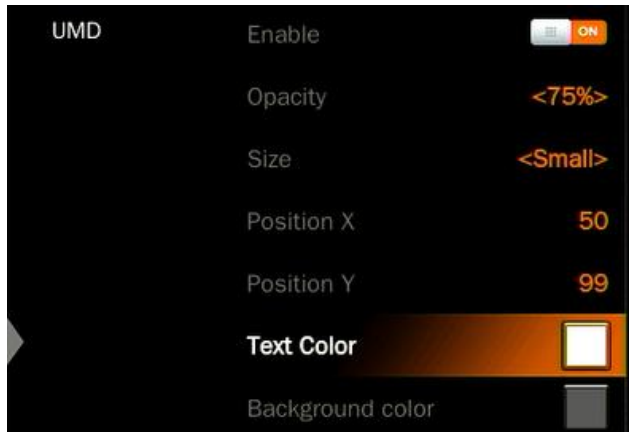 UMD
Enable ON
Opacity <75%>
Size <Small>
Position X 50
Position Y 99
Text Color
Background color